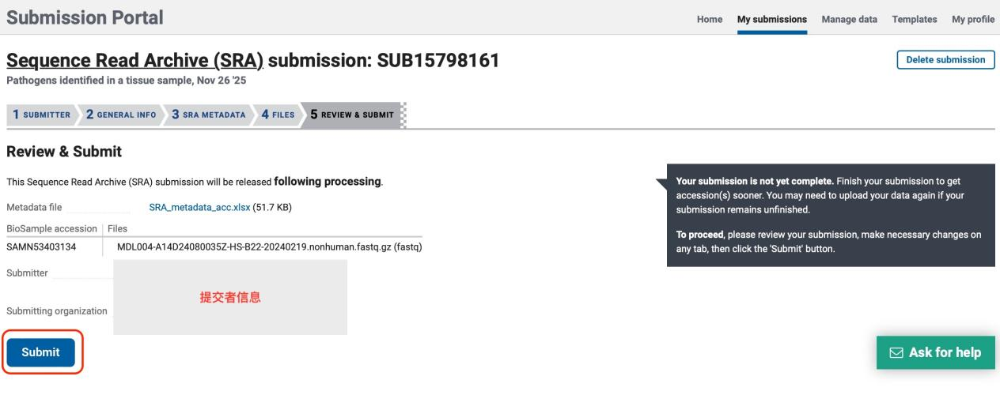 Submission Portal
Home My submissions Manage data Templates My profile
Sequence Read Archive (SRA) submission: SUB15798161
Delete submission
Pathogens identified in a tissue sample, Nov 26 '25
1 SUBMITTER 2 GENERAL INFO 3 SRA METADATA 4 FILES 5 REVIEW & SUBMIT
Review & Submit
This Sequence Read Archive (SRA) submission will be released following processing.
Your submission is not yet complete. Finish your submission to get
accession(s) sooner. You may need to upload your data again if your
submission remains unfinished.
To proceed, please review your submission, make necessary changes on
any tab, then click the 'Submit' button.
Metadata file SRA_metadata_acc.xlsx (51.7 KB)
BioSample accession Files
SAMN53403134 MDL004-A14D24080035Z-HS-B22-20240219.nonhuman.fastq.gz (fastq)
Submitter
提交者信息
Submitting organization
Submit
Ask for help